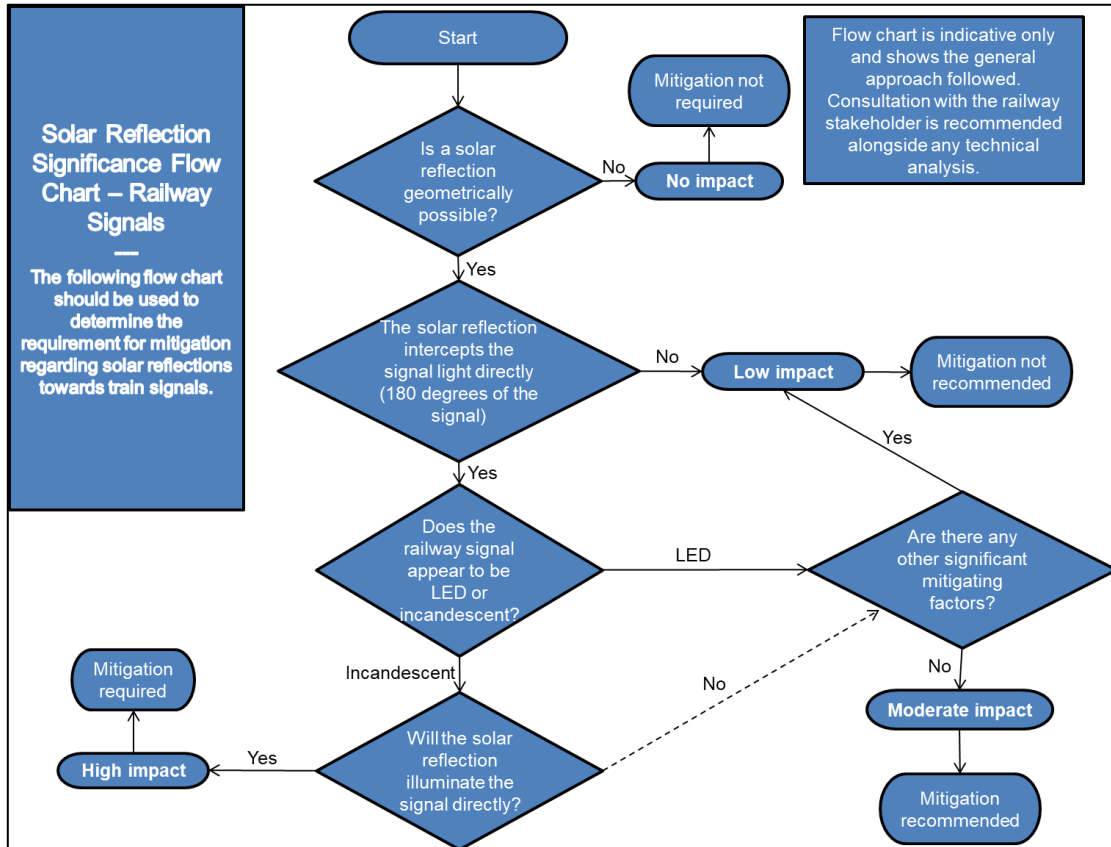 Solar Reflection
Significance Flow
Chart – Railway
Signals
—
The following flow chart
should be used to
determine the
requirement for mitigation
regarding solar reflections
towards train signals.
Start
Flow chart is indicative only
and shows the general
approach followed.
Consultation with the railway
stakeholder is recommended
alongside any technical
analysis.
Mitigation not
required
Is a solar
reflection
geometrically
possible?
No
No impact
Yes
The solar reflection
intercepts the
signal light directly
(180 degrees of the
signal)
No
Low impact
Mitigation not
recommended
Yes
Yes
Does the
railway signal
appear to be
LED or
incandescent?
LED
Are there any
other significant
mitigating
factors?
Incandescent
No
No
Mitigation
required
Moderate impact
Will the solar
reflection
illuminate the
signal directly?
Yes
High impact
Mitigation
recommended